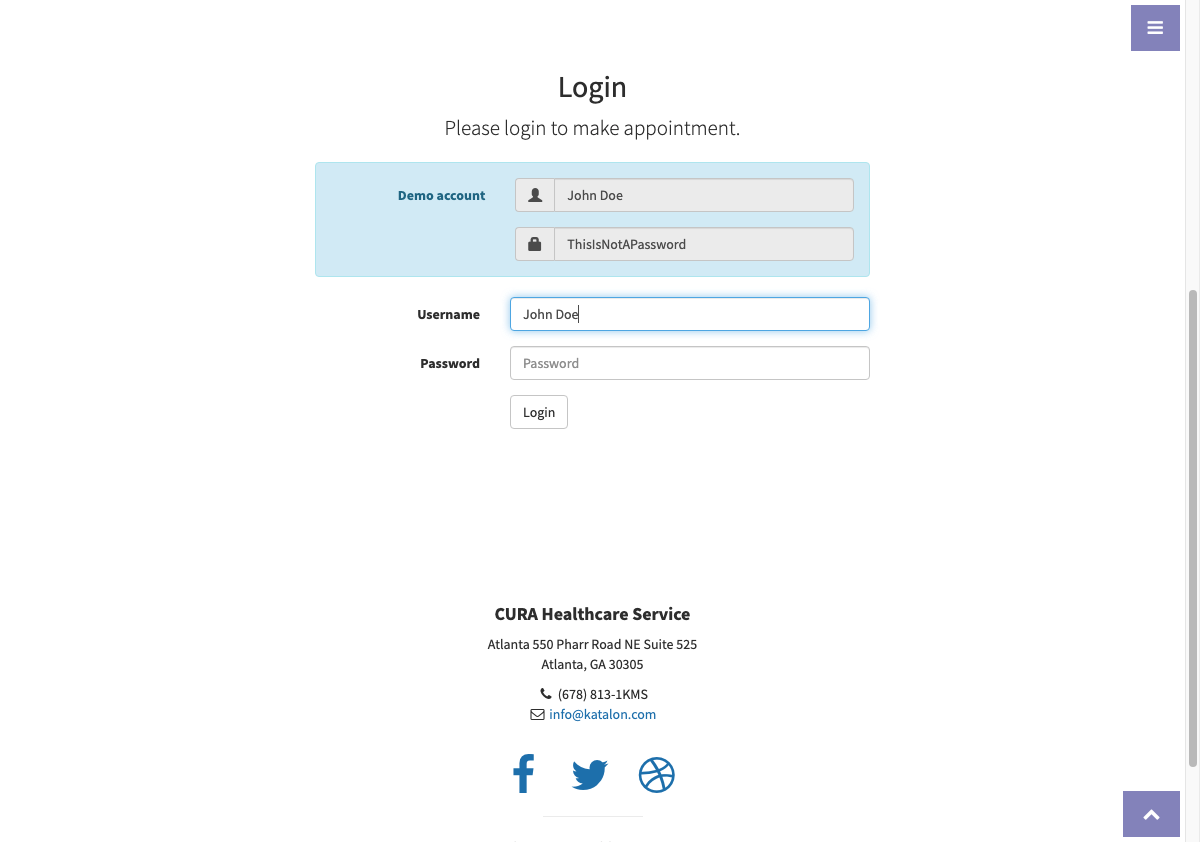 Login
Please login to make appointment.
Demo account
John Doe
ThisIsNotAPassword
Username
John Doe
Password
Password
Login
CURA Healthcare Service
Atlanta 550 Pharr Road NE Suite 525
Atlanta, GA 30305
(678) 813-1KMS
info@katalon.com